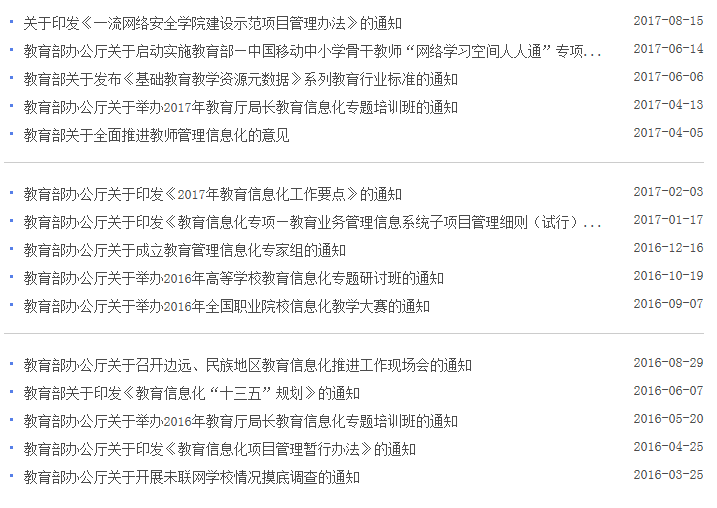 关于印发《一流网络安全学院建设示范项目管理办法》的通知 2017-08-15
教育部办公厅关于启动实施教育部—中国移动中小学骨干教师“网络学习空间人人通”专项... 2017-06-14
教育部关于发布《基础教育教学资源元数据》系列教育行业标准的通知 2017-06-06
教育部办公厅关于举办2017年教育厅局长教育信息化专题培训班的通知 2017-04-13
教育部关于全面推进教师管理信息化的意见 2017-04-05
教育部办公厅关于印发《2017年教育信息化工作要点》的通知 2017-02-03
教育部办公厅关于印发《教育信息化专项—教育业务管理信息系统子项目管理细则（试行）... 2017-01-17
教育部办公厅关于成立教育管理信息化专家组的通知 2016-12-16
教育部办公厅关于举办2016年高等学校教育信息化专题研讨班的通知 2016-10-19
教育部办公厅关于举办2016年全国职业院校信息化教学大赛的通知 2016-09-07
教育部办公厅关于召开边远、民族地区教育信息化推进工作现场会的通知 2016-08-29
教育部关于印发《教育信息化“十三五”规划》的通知 2016-06-07
教育部办公厅关于举办2016年教育厅局长教育信息化专题培训班的通知 2016-05-20
教育部办公厅关于印发《教育信息化项目管理暂行办法》的通知 2016-04-25
教育部办公厅关于开展未联网学校情况摸底调查的通知 2016-03-25